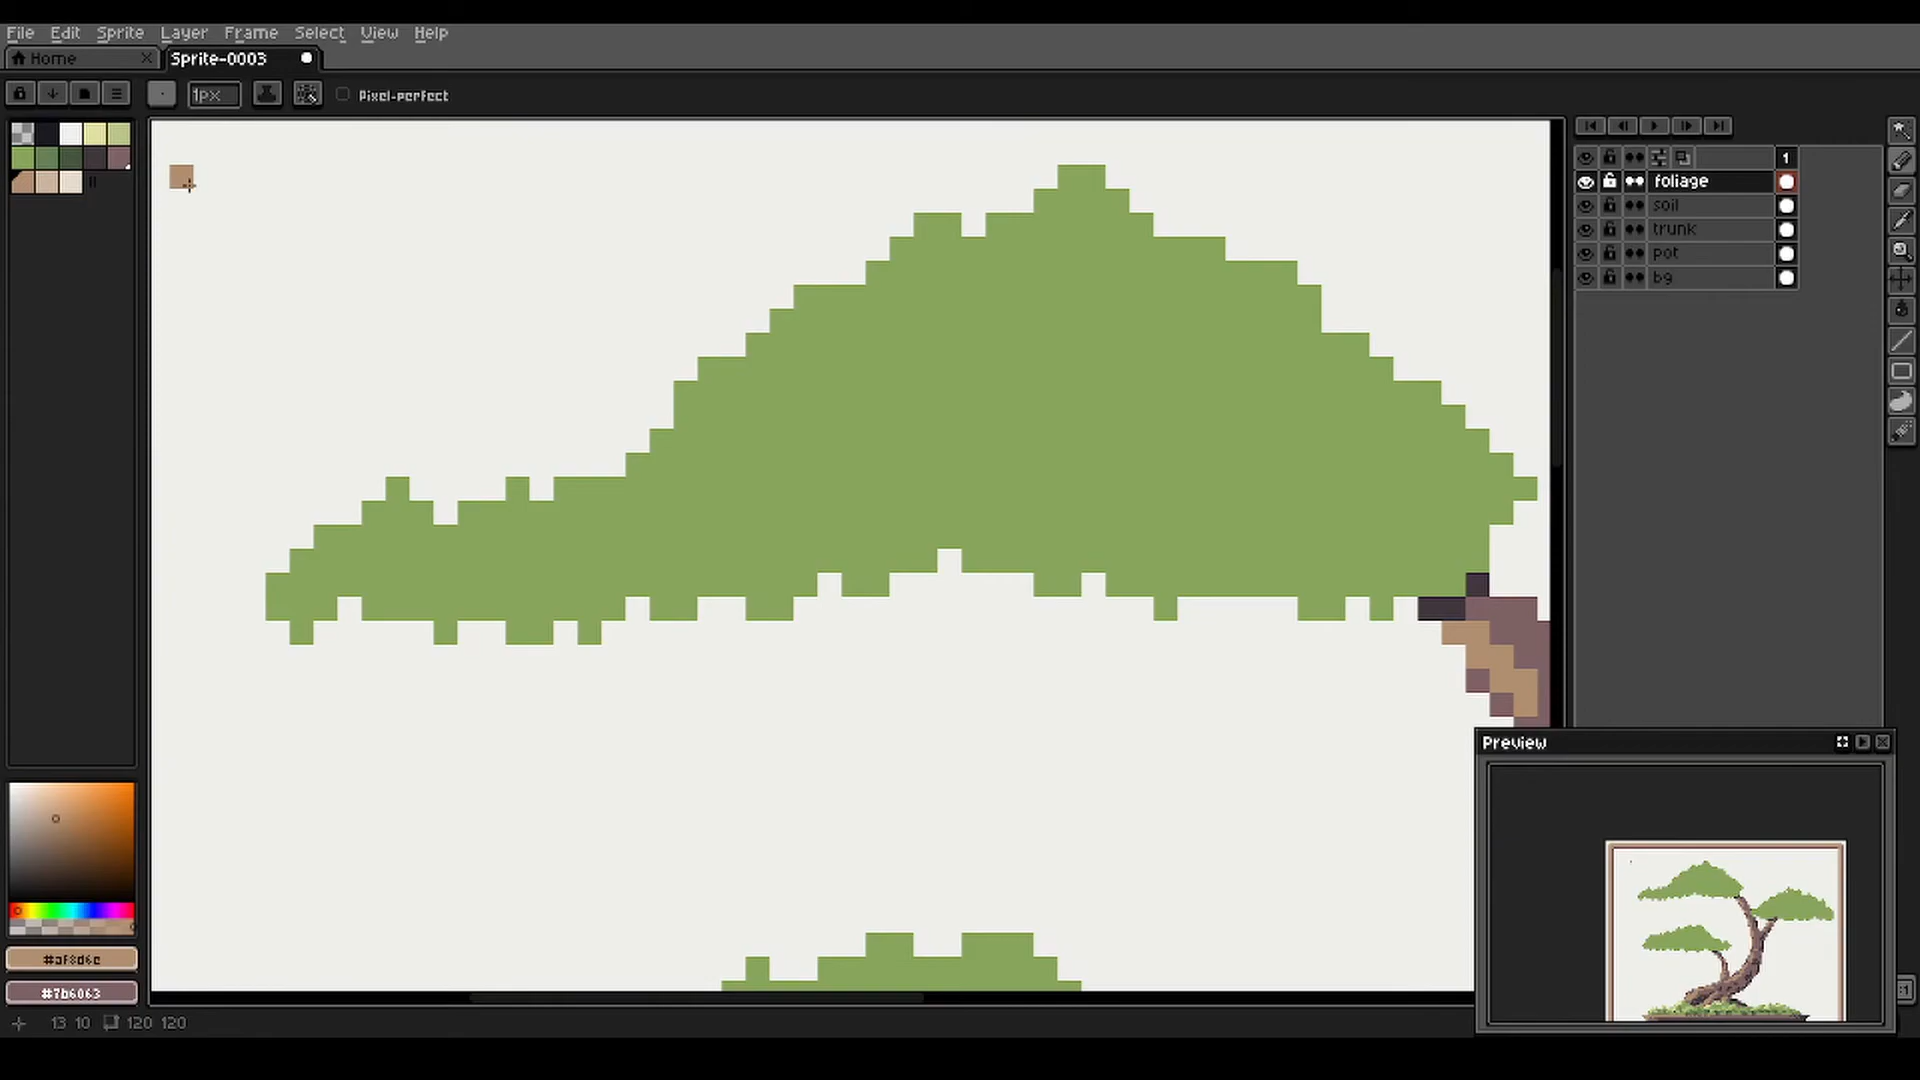 File Edit Sprite Layer Frame Select View Help
Home Sprite-0003
1px Pixel-perfect
1
foliage
soil
trunk
pot
bg
Preview
#af8d6c
#7b6063
13 10 120 120